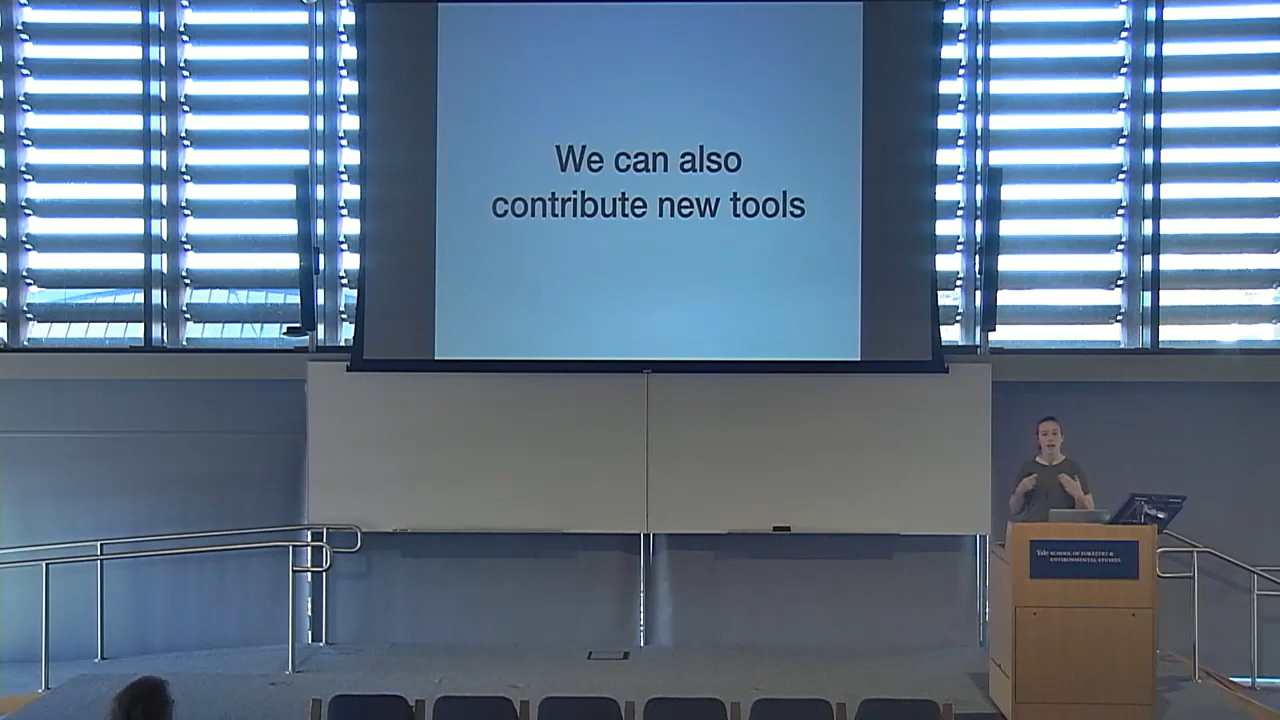 We can also
contribute new tools
Yale SCHOOL OF FORESTRY &
ENVIRONMENTAL STUDIES